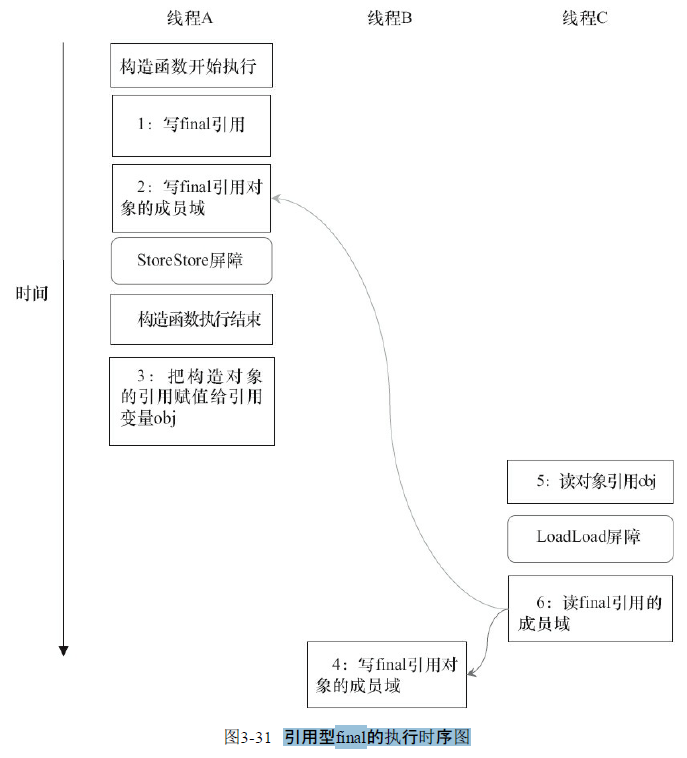 线程A 线程B 线程C
构造函数开始执行
1：写final引用
2：写final引用对
象的成员域
StoreStore屏障
时间
构造函数执行结束
3：把构造对象
的引用赋值给引用
变量obj
5：读对象引用obj
LoadLoad屏障
6：读final引用的
成员域
4：写final引用对
象的成员域
图3-31 引用型final的执行时序图